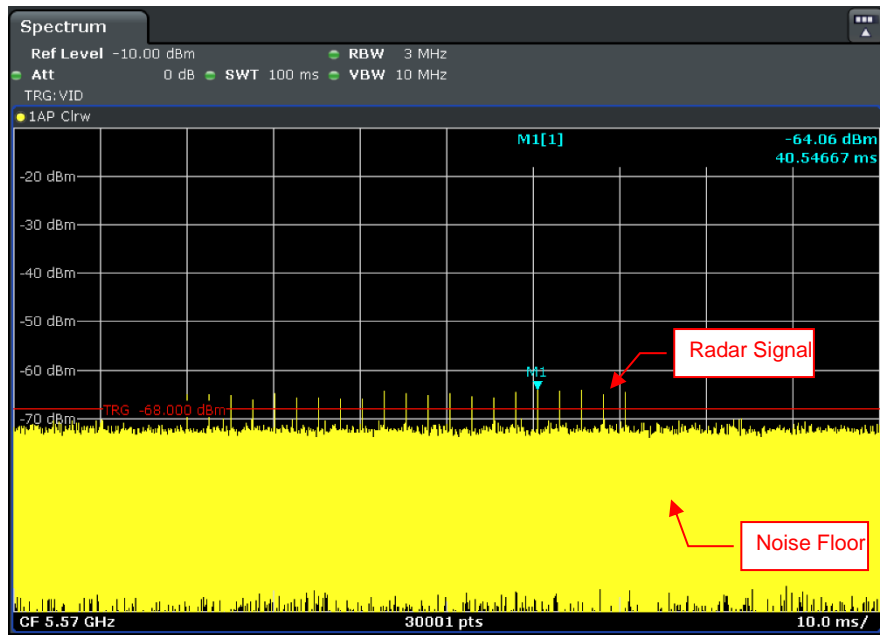 Spectrum
Ref Level -10.00 dBm RBW 3 MHz
Att 0 dB SWT 100 ms VBW 10 MHz
TRG:VID
1AP Clrw
M1[1] -64.06 dBm
40.54667 ms
-20 dBm
-30 dBm
-40 dBm
-50 dBm
Radar Signal
-60 dBm
M1
TRG -68.000 dBm
-70 dBm
Noise Floor
CF 5.57 GHz 30001 pts 10.0 ms/